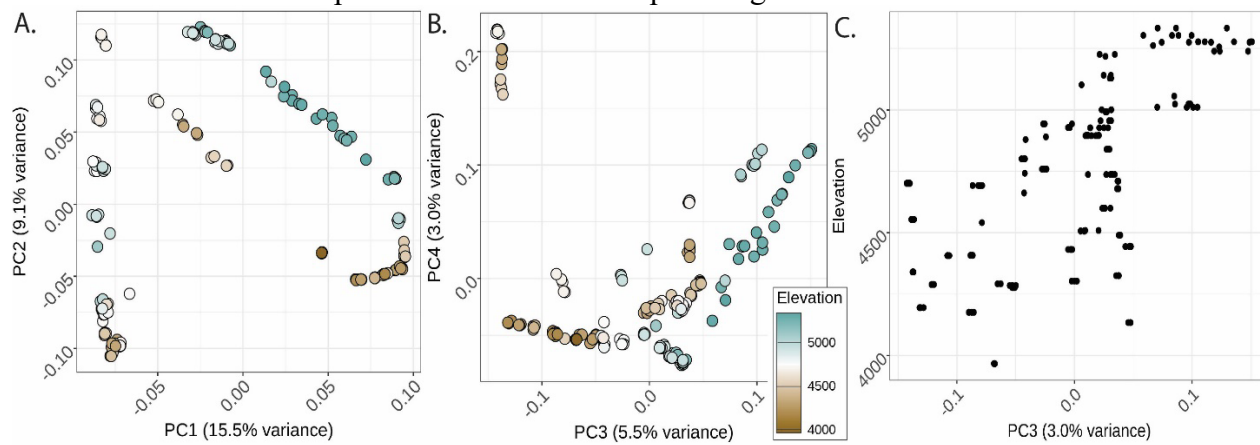 A.
B.
C.
0.10
0.05
0.00
-0.05
-0.10
PC2 (9.1% variance)
-0.05
0.00
0.05
0.10
PC1 (15.5% variance)
0.2
0.1
0.0
PC4 (3.0% variance)
-0.1
0.0
0.1
PC3 (5.5% variance)
Elevation
5000
4500
4000
5000
4500
4000
Elevation
-0.1
0.0
0.1
PC3 (3.0% variance)